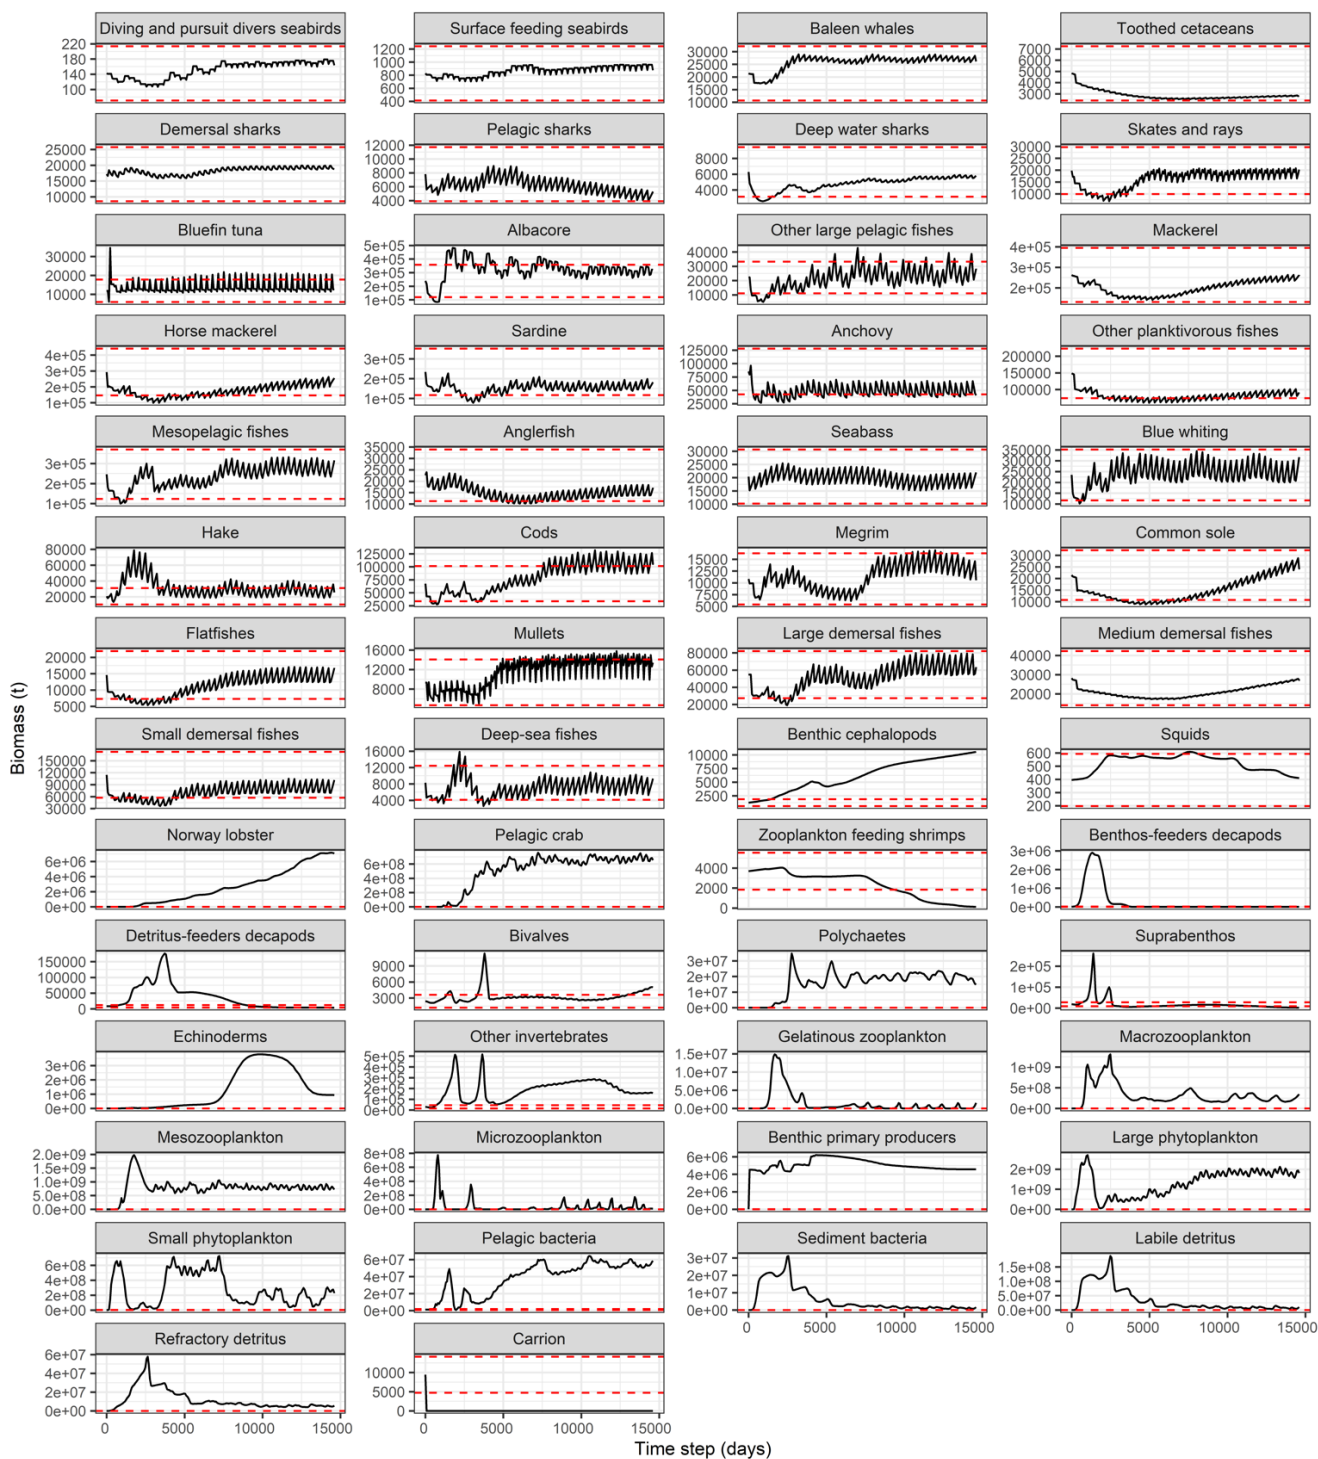 Diving and pursuit divers seabirds
Surface feeding seabirds
Baleen whales
Toothed cetaceans
220
180
140
100
1200
1000
800
600
400
30000
25000
20000
15000
10000
7000
6000
5000
4000
3000
Demersal sharks
Pelagic sharks
Deep water sharks
Skates and rays
25000
20000
15000
10000
12000
10000
8000
6000
4000
8000
6000
4000
30000
25000
20000
15000
10000
5000
Bluefin tuna
Albacore
Other large pelagic fishes
Mackerel
30000
20000
10000
5e+05
4e+05
3e+05
2e+05
1e+05
40000
30000
20000
10000
4e+05
3e+05
2e+05
Horse mackerel
Sardine
Anchovy
Other planktivorous fishes
4e+05
3e+05
2e+05
1e+05
3e+05
2e+05
1e+05
125000
100000
75000
50000
25000
200000
150000
100000
50000
Mesopelagic fishes
Anglerfish
Seabass
Blue whiting
3e+05
2e+05
1e+05
35000
30000
25000
20000
15000
10000
30000
25000
20000
15000
10000
350000
300000
250000
200000
150000
100000
Hake
Cods
Megrim
Common sole
80000
60000
40000
20000
125000
100000
75000
50000
25000
15000
10000
5000
30000
25000
20000
15000
10000
Flatfishes
Mullets
Large demersal fishes
Medium demersal fishes
20000
15000
10000
5000
16000
12000
8000
80000
60000
40000
20000
40000
30000
20000
Small demersal fishes
Deep-sea fishes
Benthic cephalopods
Squids
150000
120000
90000
60000
30000
16000
12000
8000
4000
10000
7500
5000
2500
600
500
400
300
200
Norway lobster
Pelagic crab
Zooplankton feeding shrimps
Benthos-feeders decapods
6e+06
4e+06
2e+06
0e+00
6e+08
4e+08
2e+08
0e+00
4000
2000
0
3e+06
2e+06
1e+06
0e+00
Detritus-feeders decapods
Bivalves
Polychaetes
Suprabenthos
150000
100000
50000
0
9000
6000
3000
3e+07
2e+07
1e+07
0e+00
2e+05
1e+05
0e+00
Echinoderms
Other invertebrates
Gelatinous zooplankton
Macrozooplankton
3e+06
2e+06
1e+06
0e+00
5e+05
4e+05
3e+05
2e+05
1e+05
0e+00
1.5e+07
1.0e+07
5.0e+06
0.0e+00
1e+09
5e+08
0e+00
Mesozooplankton
Microzooplankton
Benthic primary producers
Large phytoplankton
2.0e+09
1.5e+09
1.0e+09
5.0e+08
0.0e+00
8e+08
6e+08
4e+08
2e+08
0e+00
6e+06
4e+06
2e+06
0e+00
2e+09
1e+09
0e+00
Small phytoplankton
Pelagic bacteria
Sediment bacteria
Labile detritus
6e+08
4e+08
2e+08
0e+00
6e+07
4e+07
2e+07
0e+00
3e+07
2e+07
1e+07
0e+00
1.5e+08
1.0e+08
5.0e+07
0.0e+00
0 5000 10000 15000
0 5000 10000 15000
Refractory detritus
Carrion
6e+07
4e+07
2e+07
0e+00
10000
5000
0
0 5000 10000 15000
0 5000 10000 15000
Time step (days)
Biomass (t)